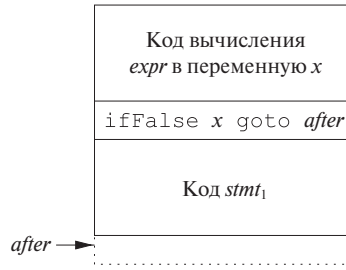 Код вычисления
expr в переменную x
ifFalse x goto after
Код stmt₁
after